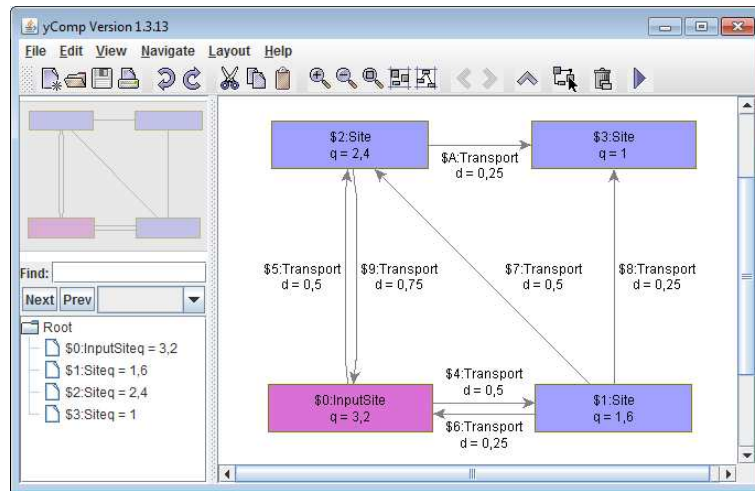 yComp Version 1.3.13
File Edit View Navigate Layout Help
$2:Site
q = 2,4
$3:Site
q = 1
$A:Transport
d = 0,25
Find:
Next Prev
$5:Transport
d = 0,5
$9:Transport
d = 0,75
$7:Transport
d = 0,5
$8:Transport
d = 0,25
Root
$0:InputSiteq = 3,2
$1:Siteq = 1,6
$2:Siteq = 2,4
$3:Siteq = 1
$0:InputSite
q = 3,2
$4:Transport
d = 0,5
$6:Transport
d = 0,25
$1:Site
q = 1,6